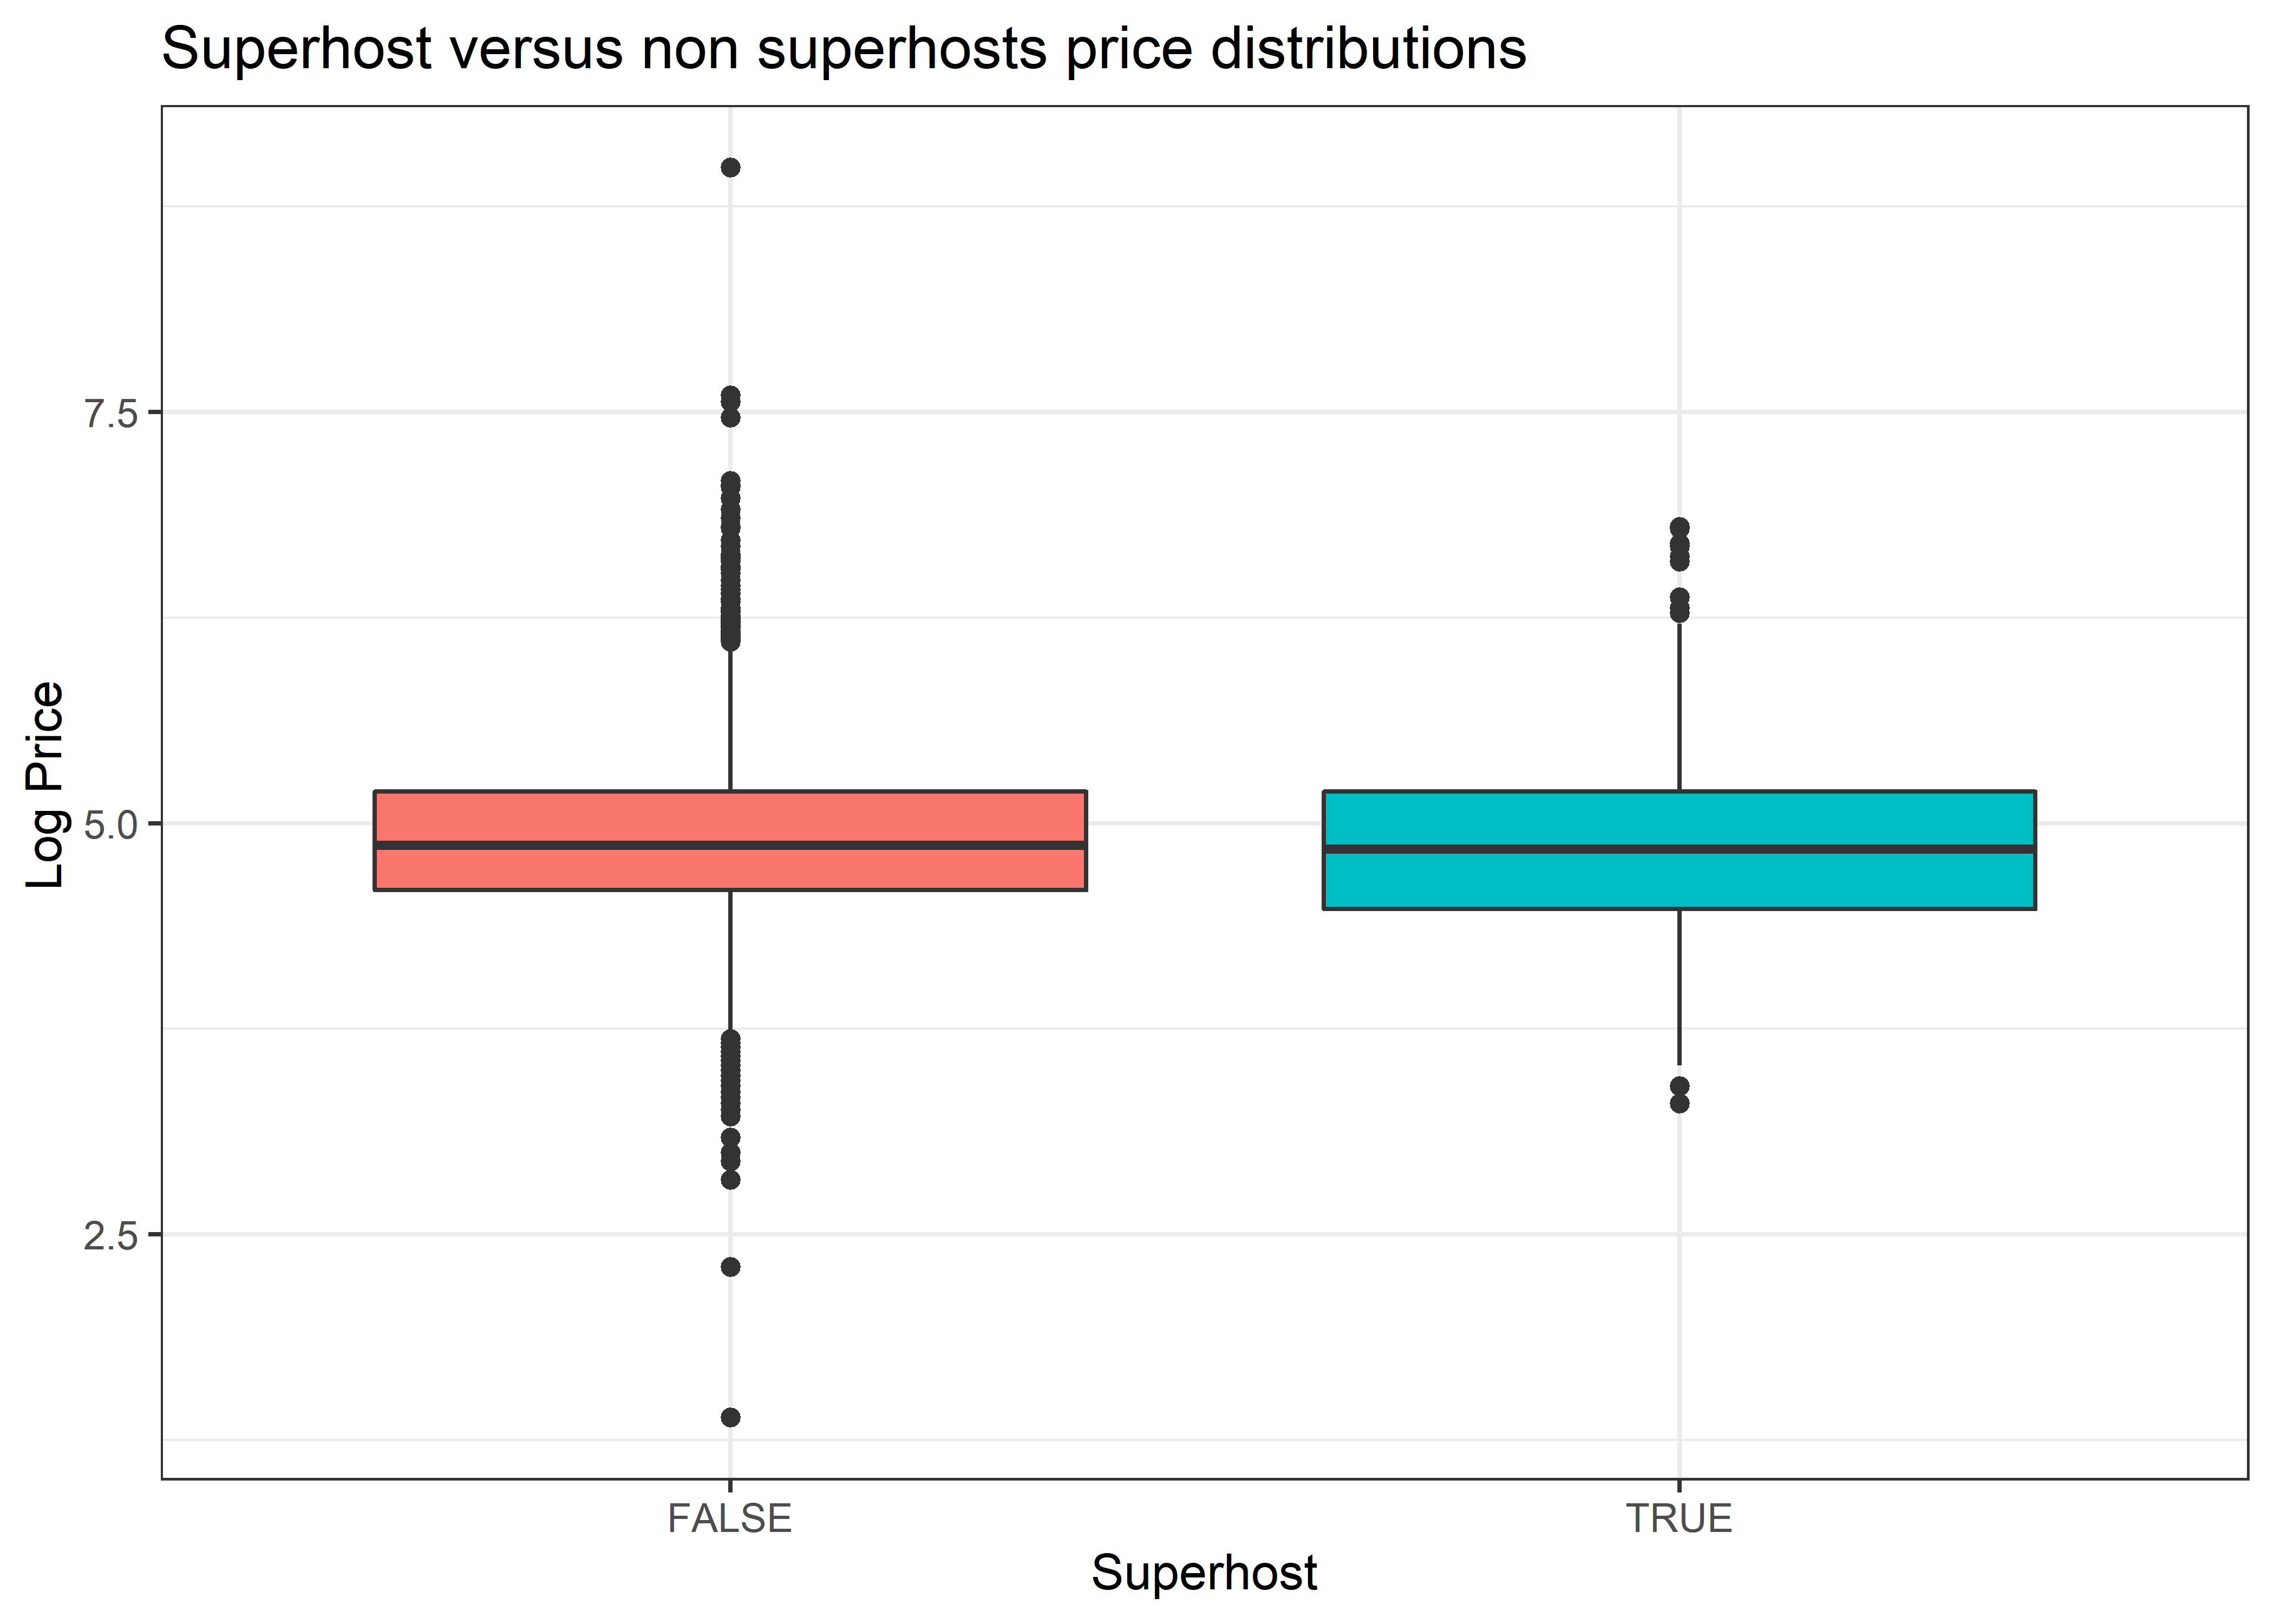 Superhost versus non superhosts price distributions
Log Price
7.5
5.0
2.5
FALSE
TRUE
Superhost